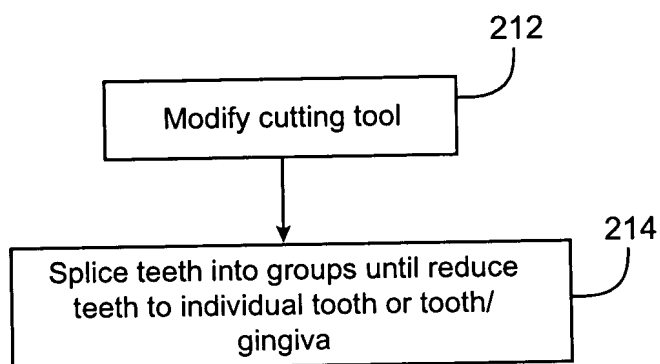 212
Modify cutting tool
214
Splice teeth into groups until reduce
teeth to individual tooth or tooth/
gingiva